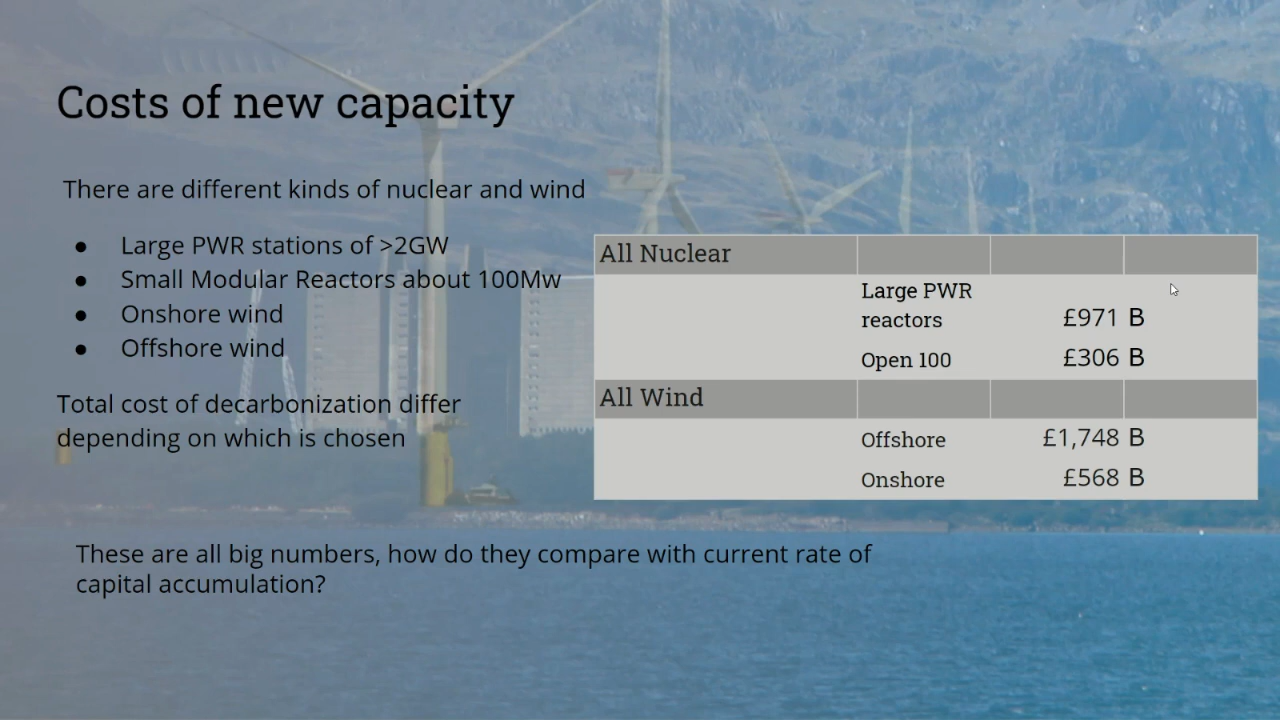 Costs of new capacity
There are different kinds of nuclear and wind
● Large PWR stations of >2GW
● Small Modular Reactors about 100Mw
● Onshore wind
● Offshore wind
Total cost of decarbonization differ
depending on which is chosen
All Nuclear
Large PWR
reactors £971 B
Open 100 £306 B
All Wind
Offshore £1,748 B
Onshore £568 B
These are all big numbers, how do they compare with current rate of
capital accumulation?